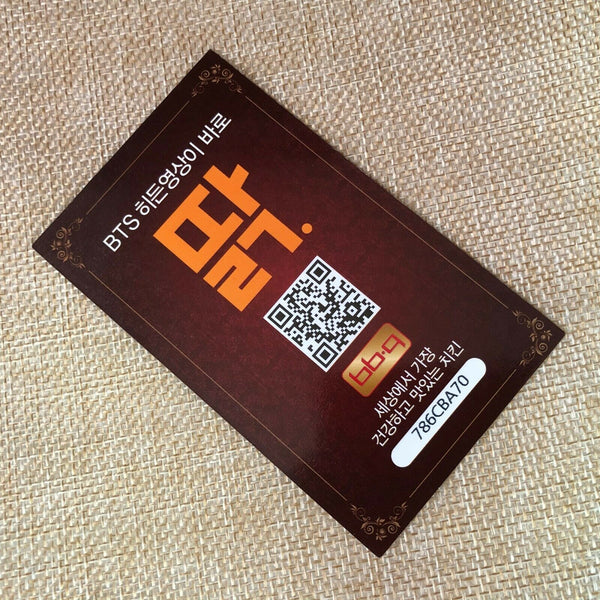 BTS 히든영상이 바로
딹.
bb·q
세상에서 가장
건강하고 맛있는 치킨
786CBA70